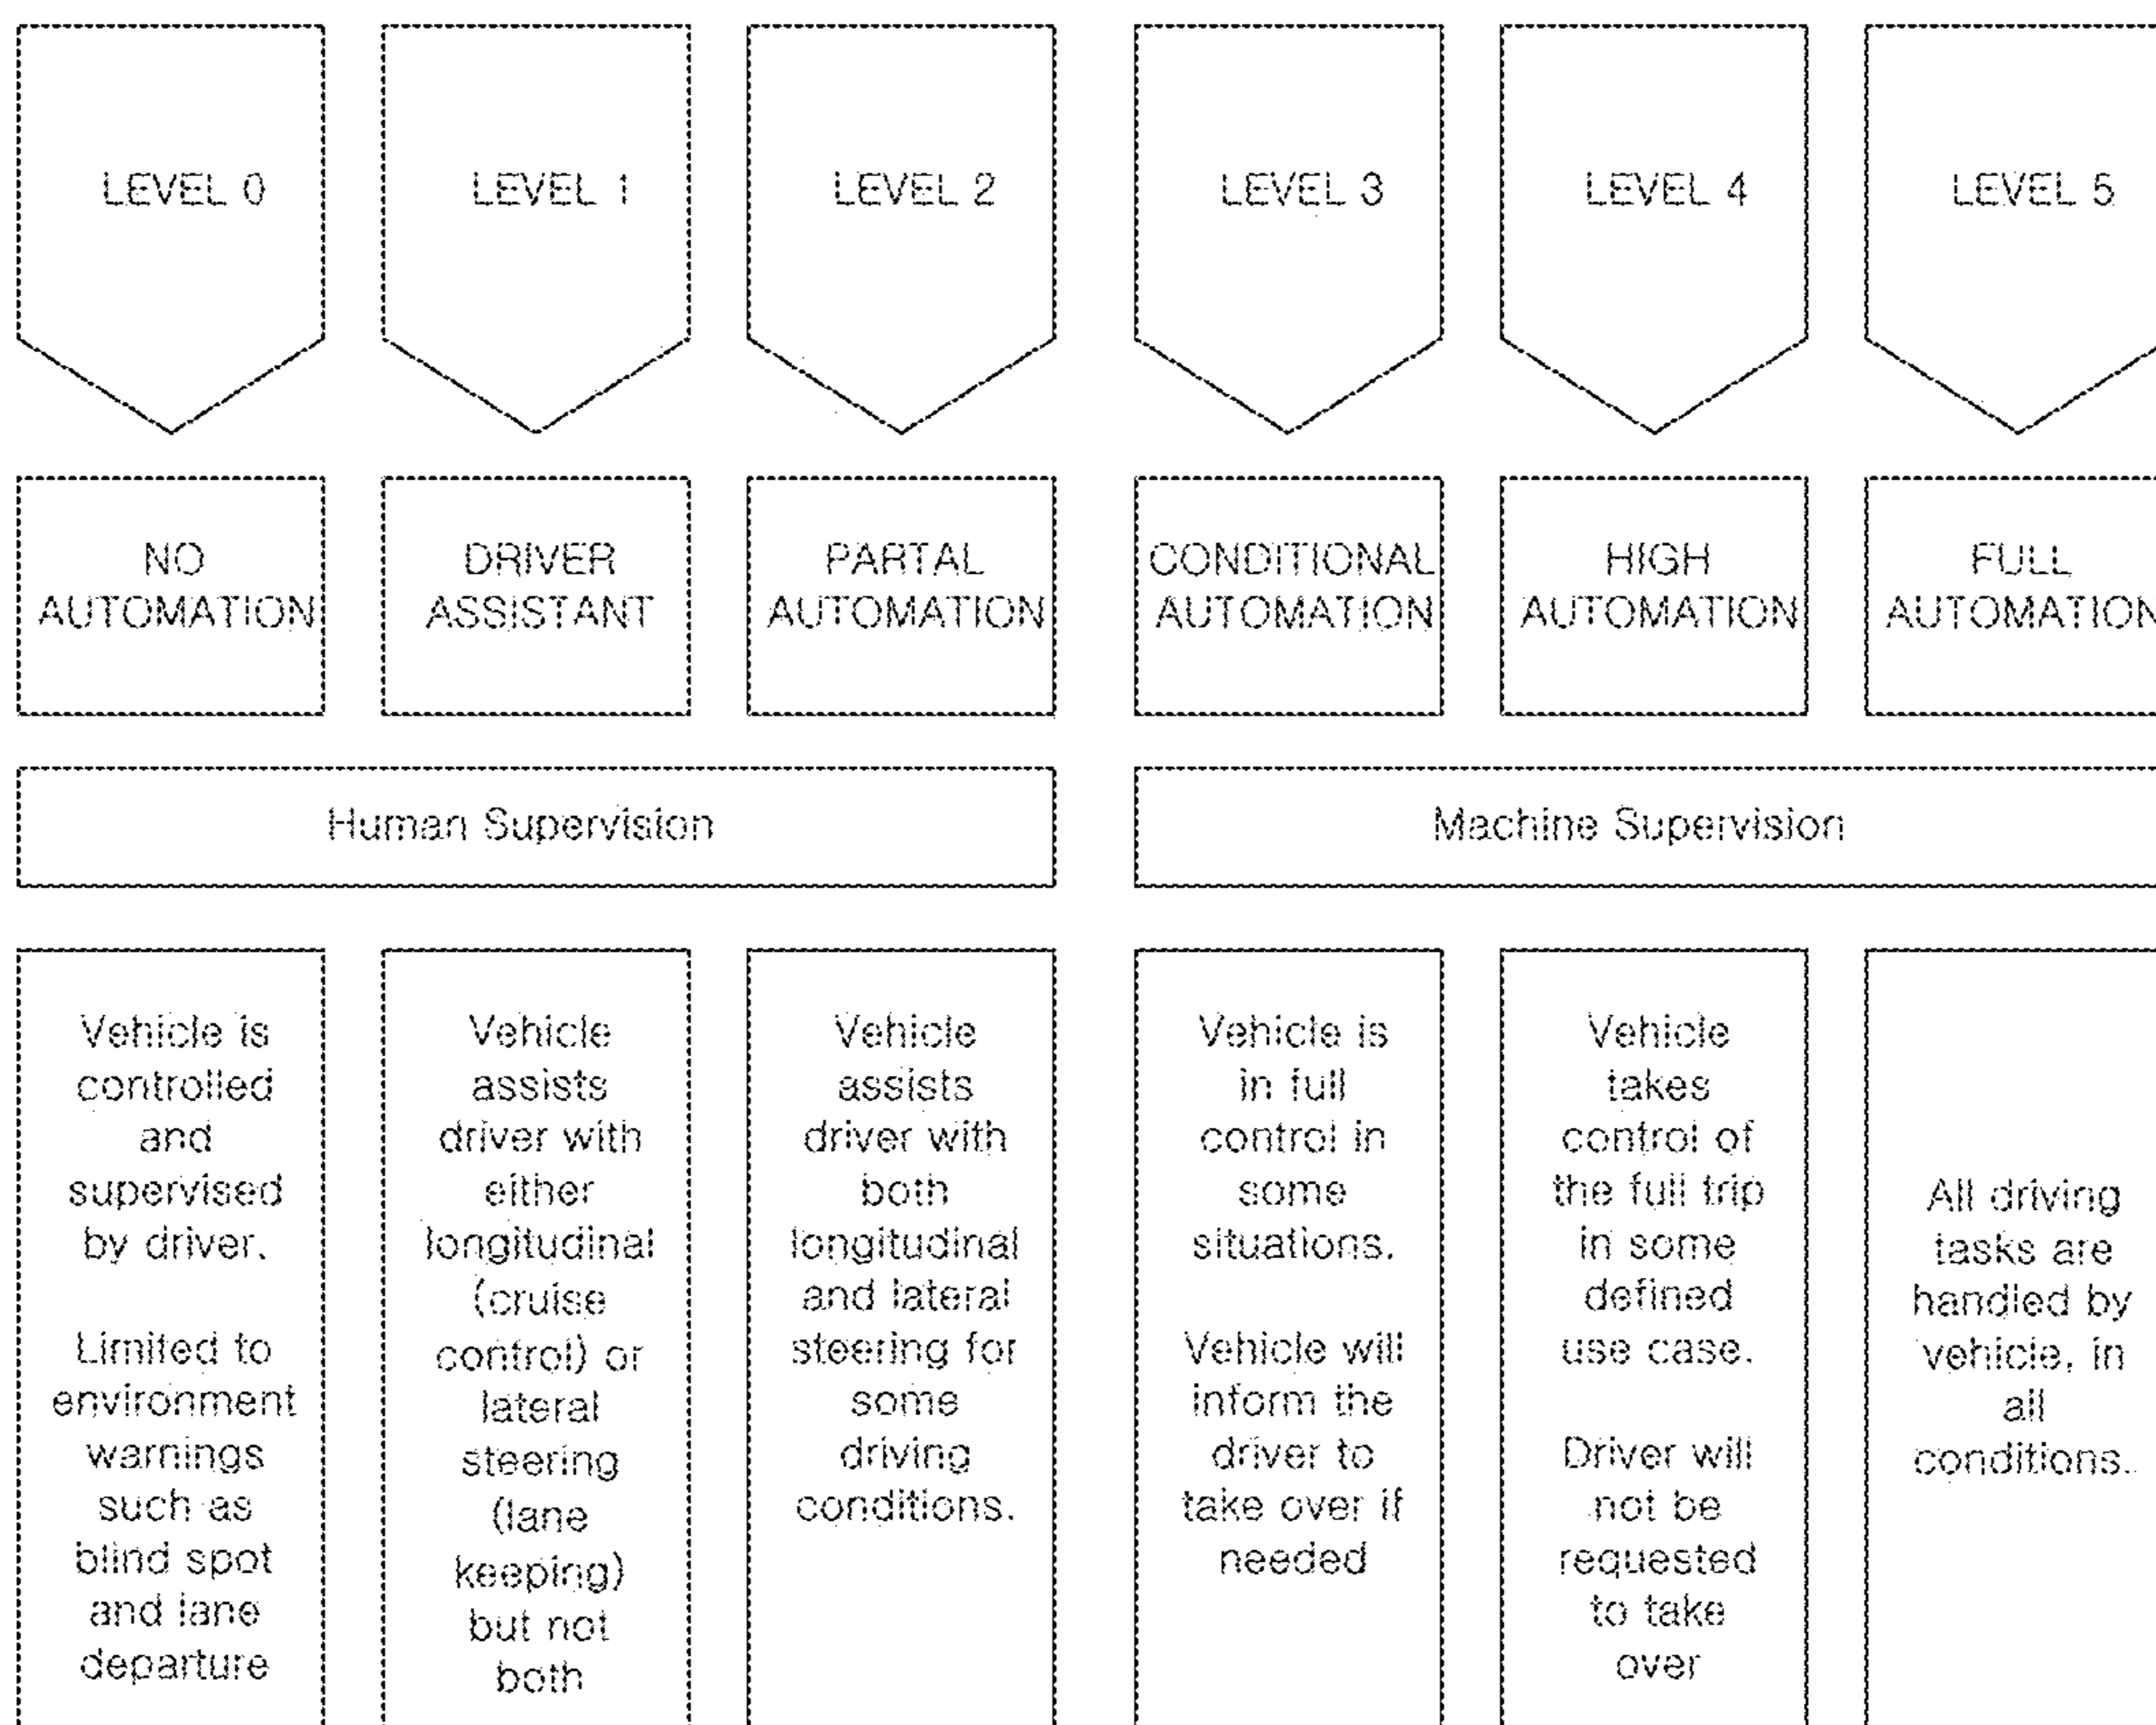 LEVEL 0
LEVEL 1
LEVEL 2
LEVEL 3
LEVEL 4
LEVEL 5
NO
AUTOMATION
DRIVER
ASSISTANT
PARTAL
AUTOMATION
CONDITIONAL
AUTOMATION
HIGH
AUTOMATION
FULL
AUTOMATION
Human Supervision
Machine Supervision
Vehicle is
controlled
and
supervised
by driver.
Limited to
environment
warnings
such as
blind spot
and lane
departure
Vehicle
assists
driver with
either
longitudinal
(cruise
control) or
lateral
steering
(lane
keeping)
but not
both
Vehicle
assists
driver with
both
longitudinal
and lateral
steering for
some
driving
conditions.
Vehicle is
in full
control in
some
situations.
Vehicle will
inform the
driver to
take over if
needed
Vehicle
takes
control of
the full trip
in some
defined
use case.
Driver will
not be
requested
to take
over
All driving
tasks are
handled by
vehicle, in
all
conditions.